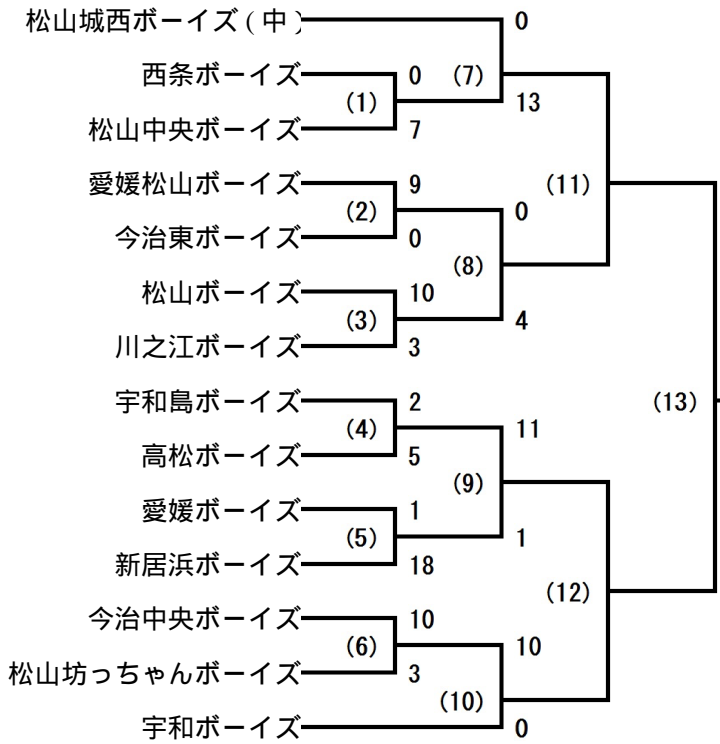 松山城西ボーイズ(中) 0
西条ボーイズ 0 (7)
(1) 13
松山中央ボーイズ 7
愛媛松山ボーイズ 9 (11)
(2) 0
今治東ボーイズ 0
(8)
松山ボーイズ 10
(3) 4
川之江ボーイズ 3
宇和島ボーイズ 2 (13)
(4) 11
高松ボーイズ 5
(9)
愛媛ボーイズ 1
(5) 1
新居浜ボーイズ 18
(12)
今治中央ボーイズ 10
(6) 10
松山坊っちゃんボーイズ 3
(10)
宇和ボーイズ 0